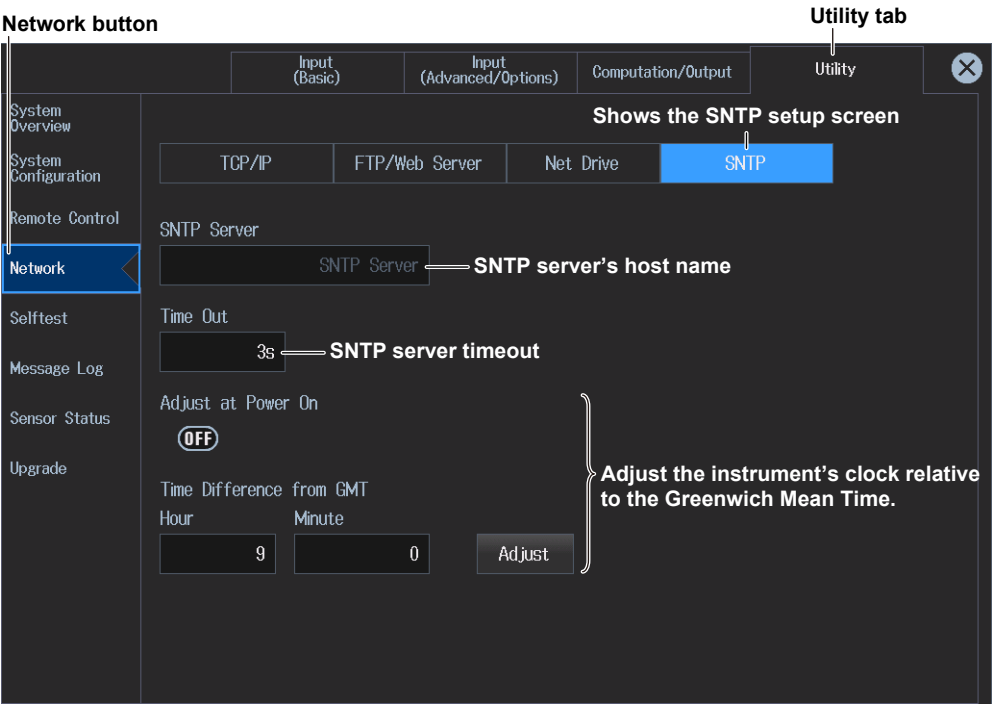 Network button
Utility tab
Input
(Basic)
Input
(Advanced/Options)
Computation/Output
Utility
System
Overview
Shows the SNTP setup screen
System
Configuration
TCP/IP
FTP/Web Server
Net Drive
SNTP
Remote Control
SNTP Server
Network
SNTP Server
SNTP server’s host name
Selftest
Time Out
3s
SNTP server timeout
Message Log
Adjust at Power On
Sensor Status
OFF
Upgrade
Adjust the instrument’s clock relative
to the Greenwich Mean Time.
Time Difference from GMT
Hour
Minute
9
0
Adjust